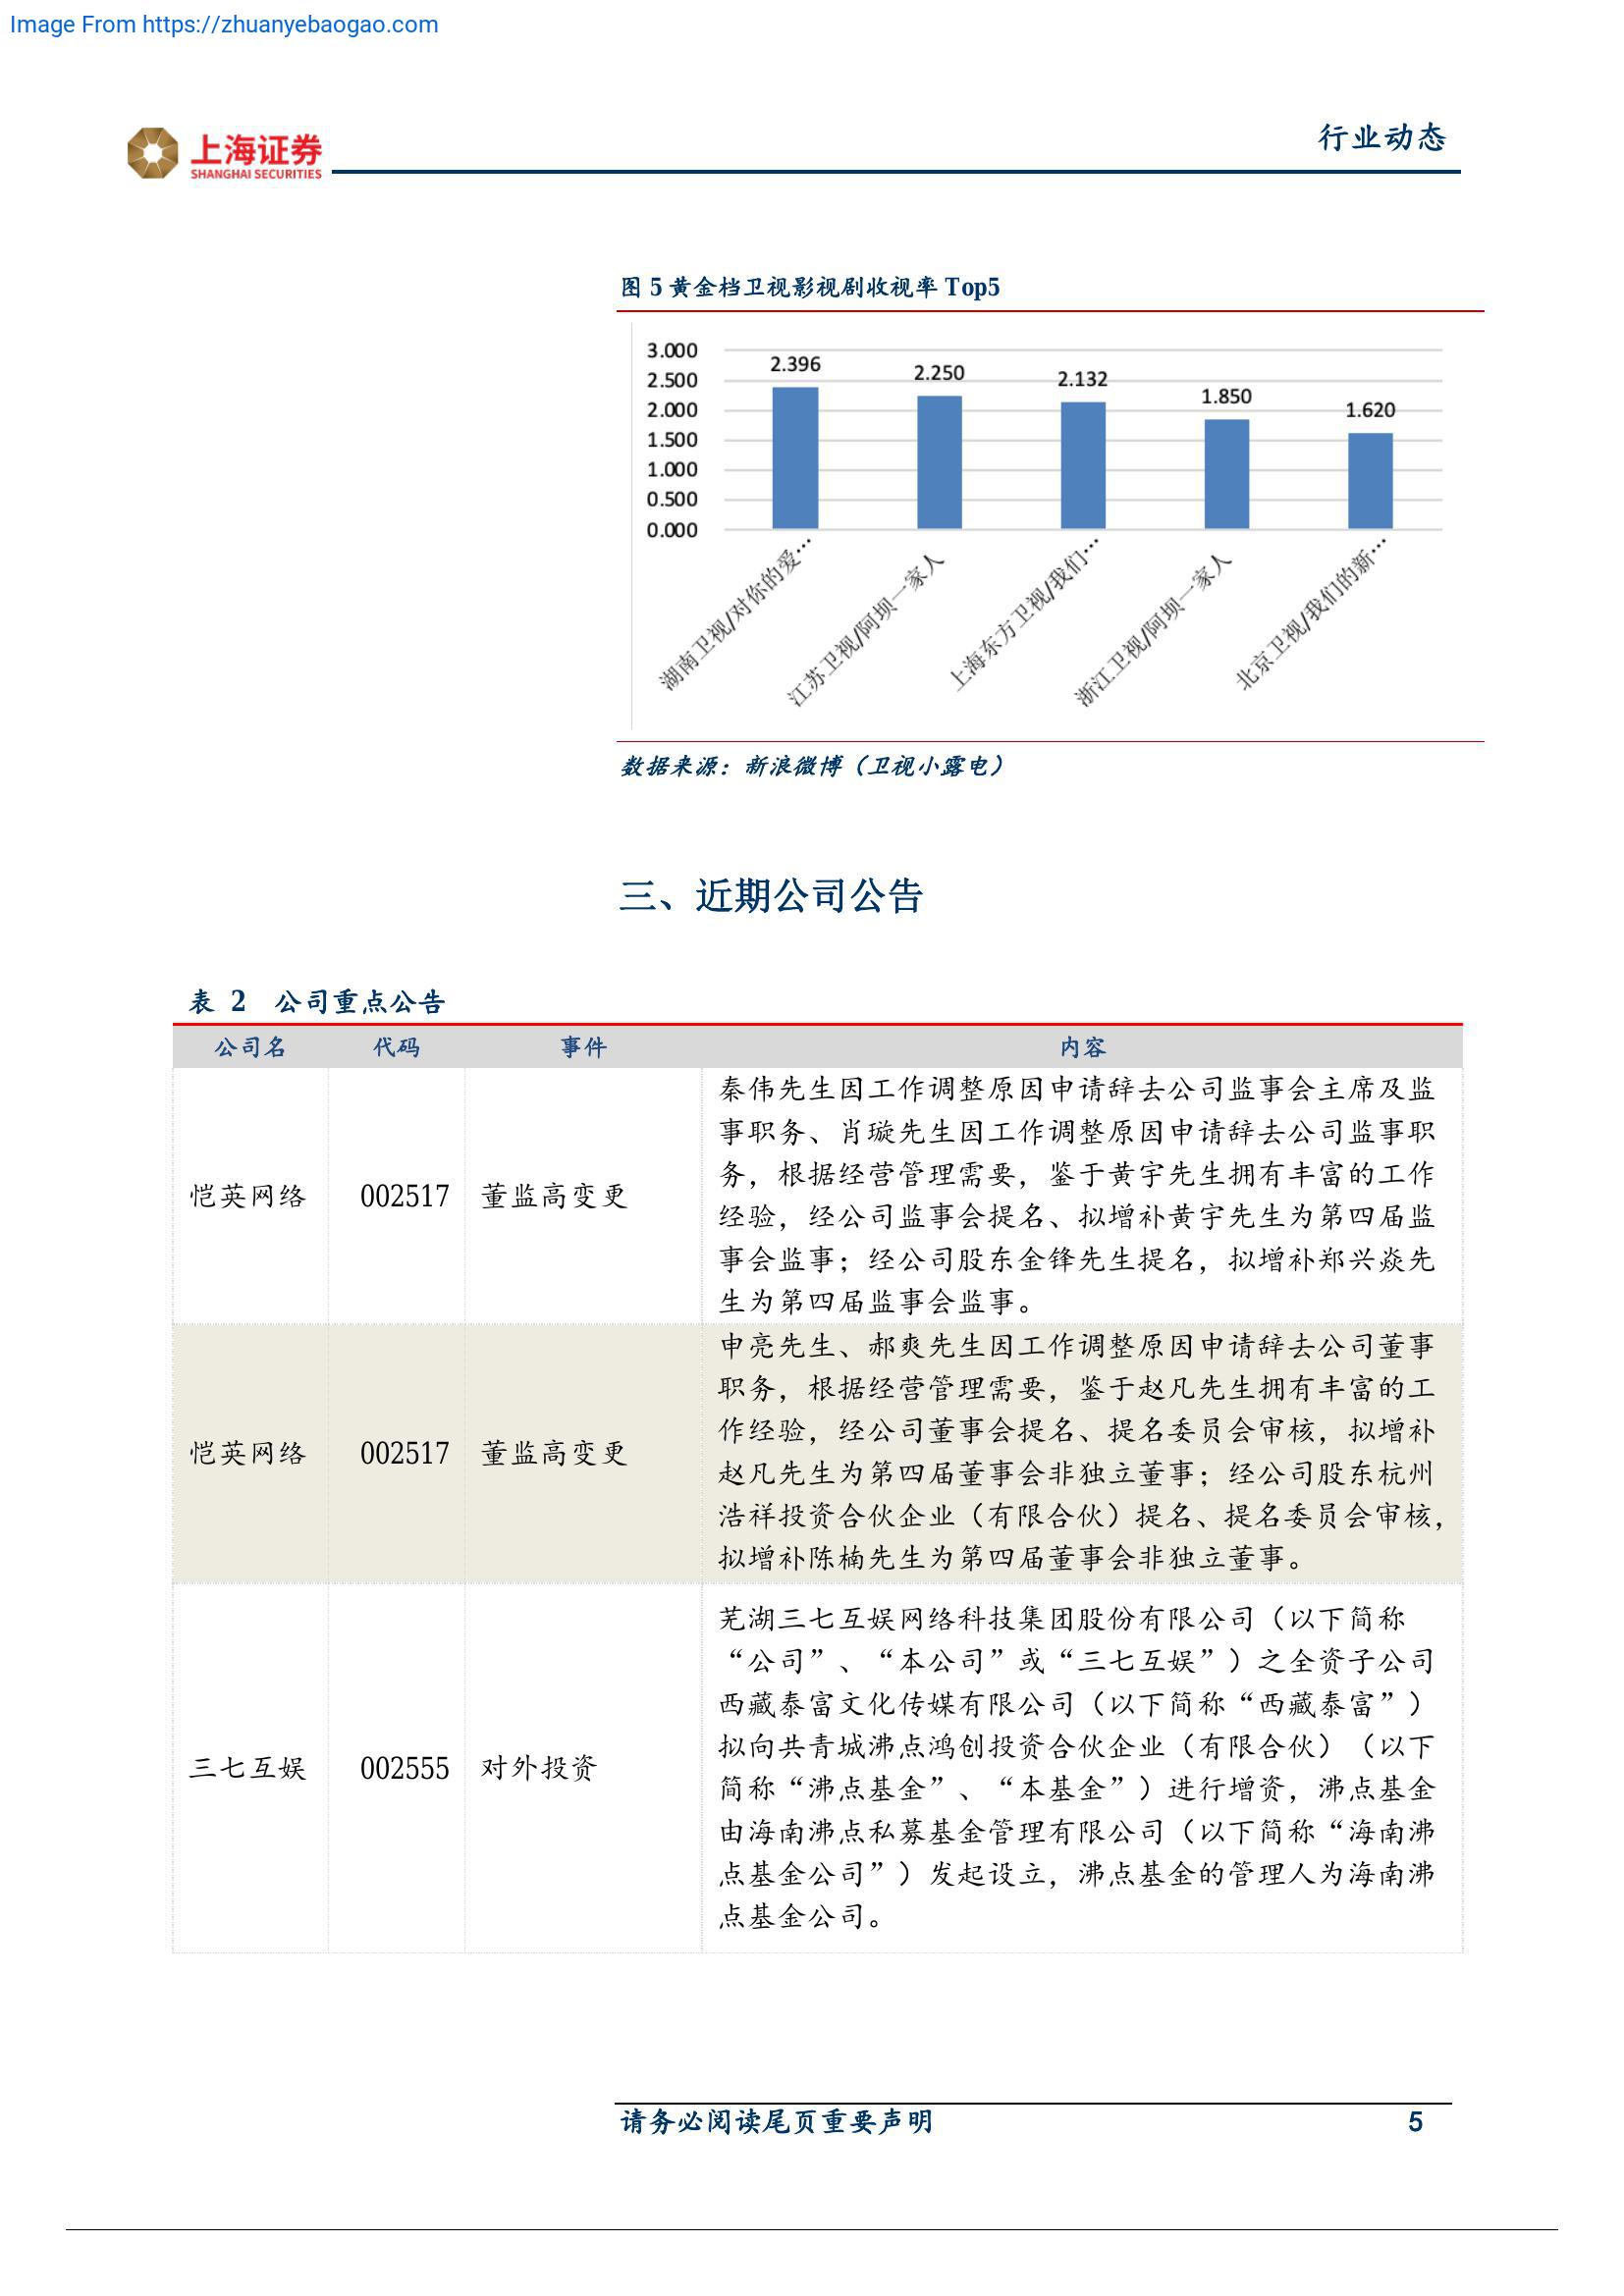 Image From https://zhuanyebaogao.com
上海证券
SHANGHAI SECURITIES
行业动态
图 5 黄金档卫视影视剧收视率 Top5
3.000
2.500
2.000
1.500
1.000
0.500
0.000
2.396
2.250
2.132
1.850
1.620
湖南卫视/对你的爱…
江苏卫视/阿坝一家人
上海东方卫视/我们…
浙江卫视/阿坝一家人
北京卫视/我们的新…
数据来源：新浪微博（卫视小露电）
三、近期公司公告
表 2 公司重点公告
公司名 代码 事件 内容
恺英网络 002517 董监高变更
秦伟先生因工作调整原因申请辞去公司监事会主席及监
事职务、肖璇先生因工作调整原因申请辞去公司监事职
务，根据经营管理需要，鉴于黄宇先生拥有丰富的工作
经验，经公司监事会提名、拟增补黄宇先生为第四届监
事会监事；经公司股东金锋先生提名，拟增补郑兴焱先
生为第四届监事会监事。
恺英网络 002517 董监高变更
申亮先生、郝爽先生因工作调整原因申请辞去公司董事
职务，根据经营管理需要，鉴于赵凡先生拥有丰富的工
作经验，经公司董事会提名、提名委员会审核，拟增补
赵凡先生为第四届董事会非独立董事；经公司股东杭州
浩祥投资合伙企业（有限合伙）提名、提名委员会审核，
拟增补陈楠先生为第四届董事会非独立董事。
三七互娱 002555 对外投资
芜湖三七互娱网络科技集团股份有限公司（以下简称
“公司”、“本公司”或“三七互娱”）之全资子公司
西藏泰富文化传媒有限公司（以下简称“西藏泰富”）
拟向共青城沸点鸿创投资合伙企业（有限合伙）（以下
简称“沸点基金”、“本基金”）进行增资，沸点基金
由海南沸点私募基金管理有限公司（以下简称“海南沸
点基金公司”）发起设立，沸点基金的管理人为海南沸
点基金公司。
请务必阅读尾页重要声明
5